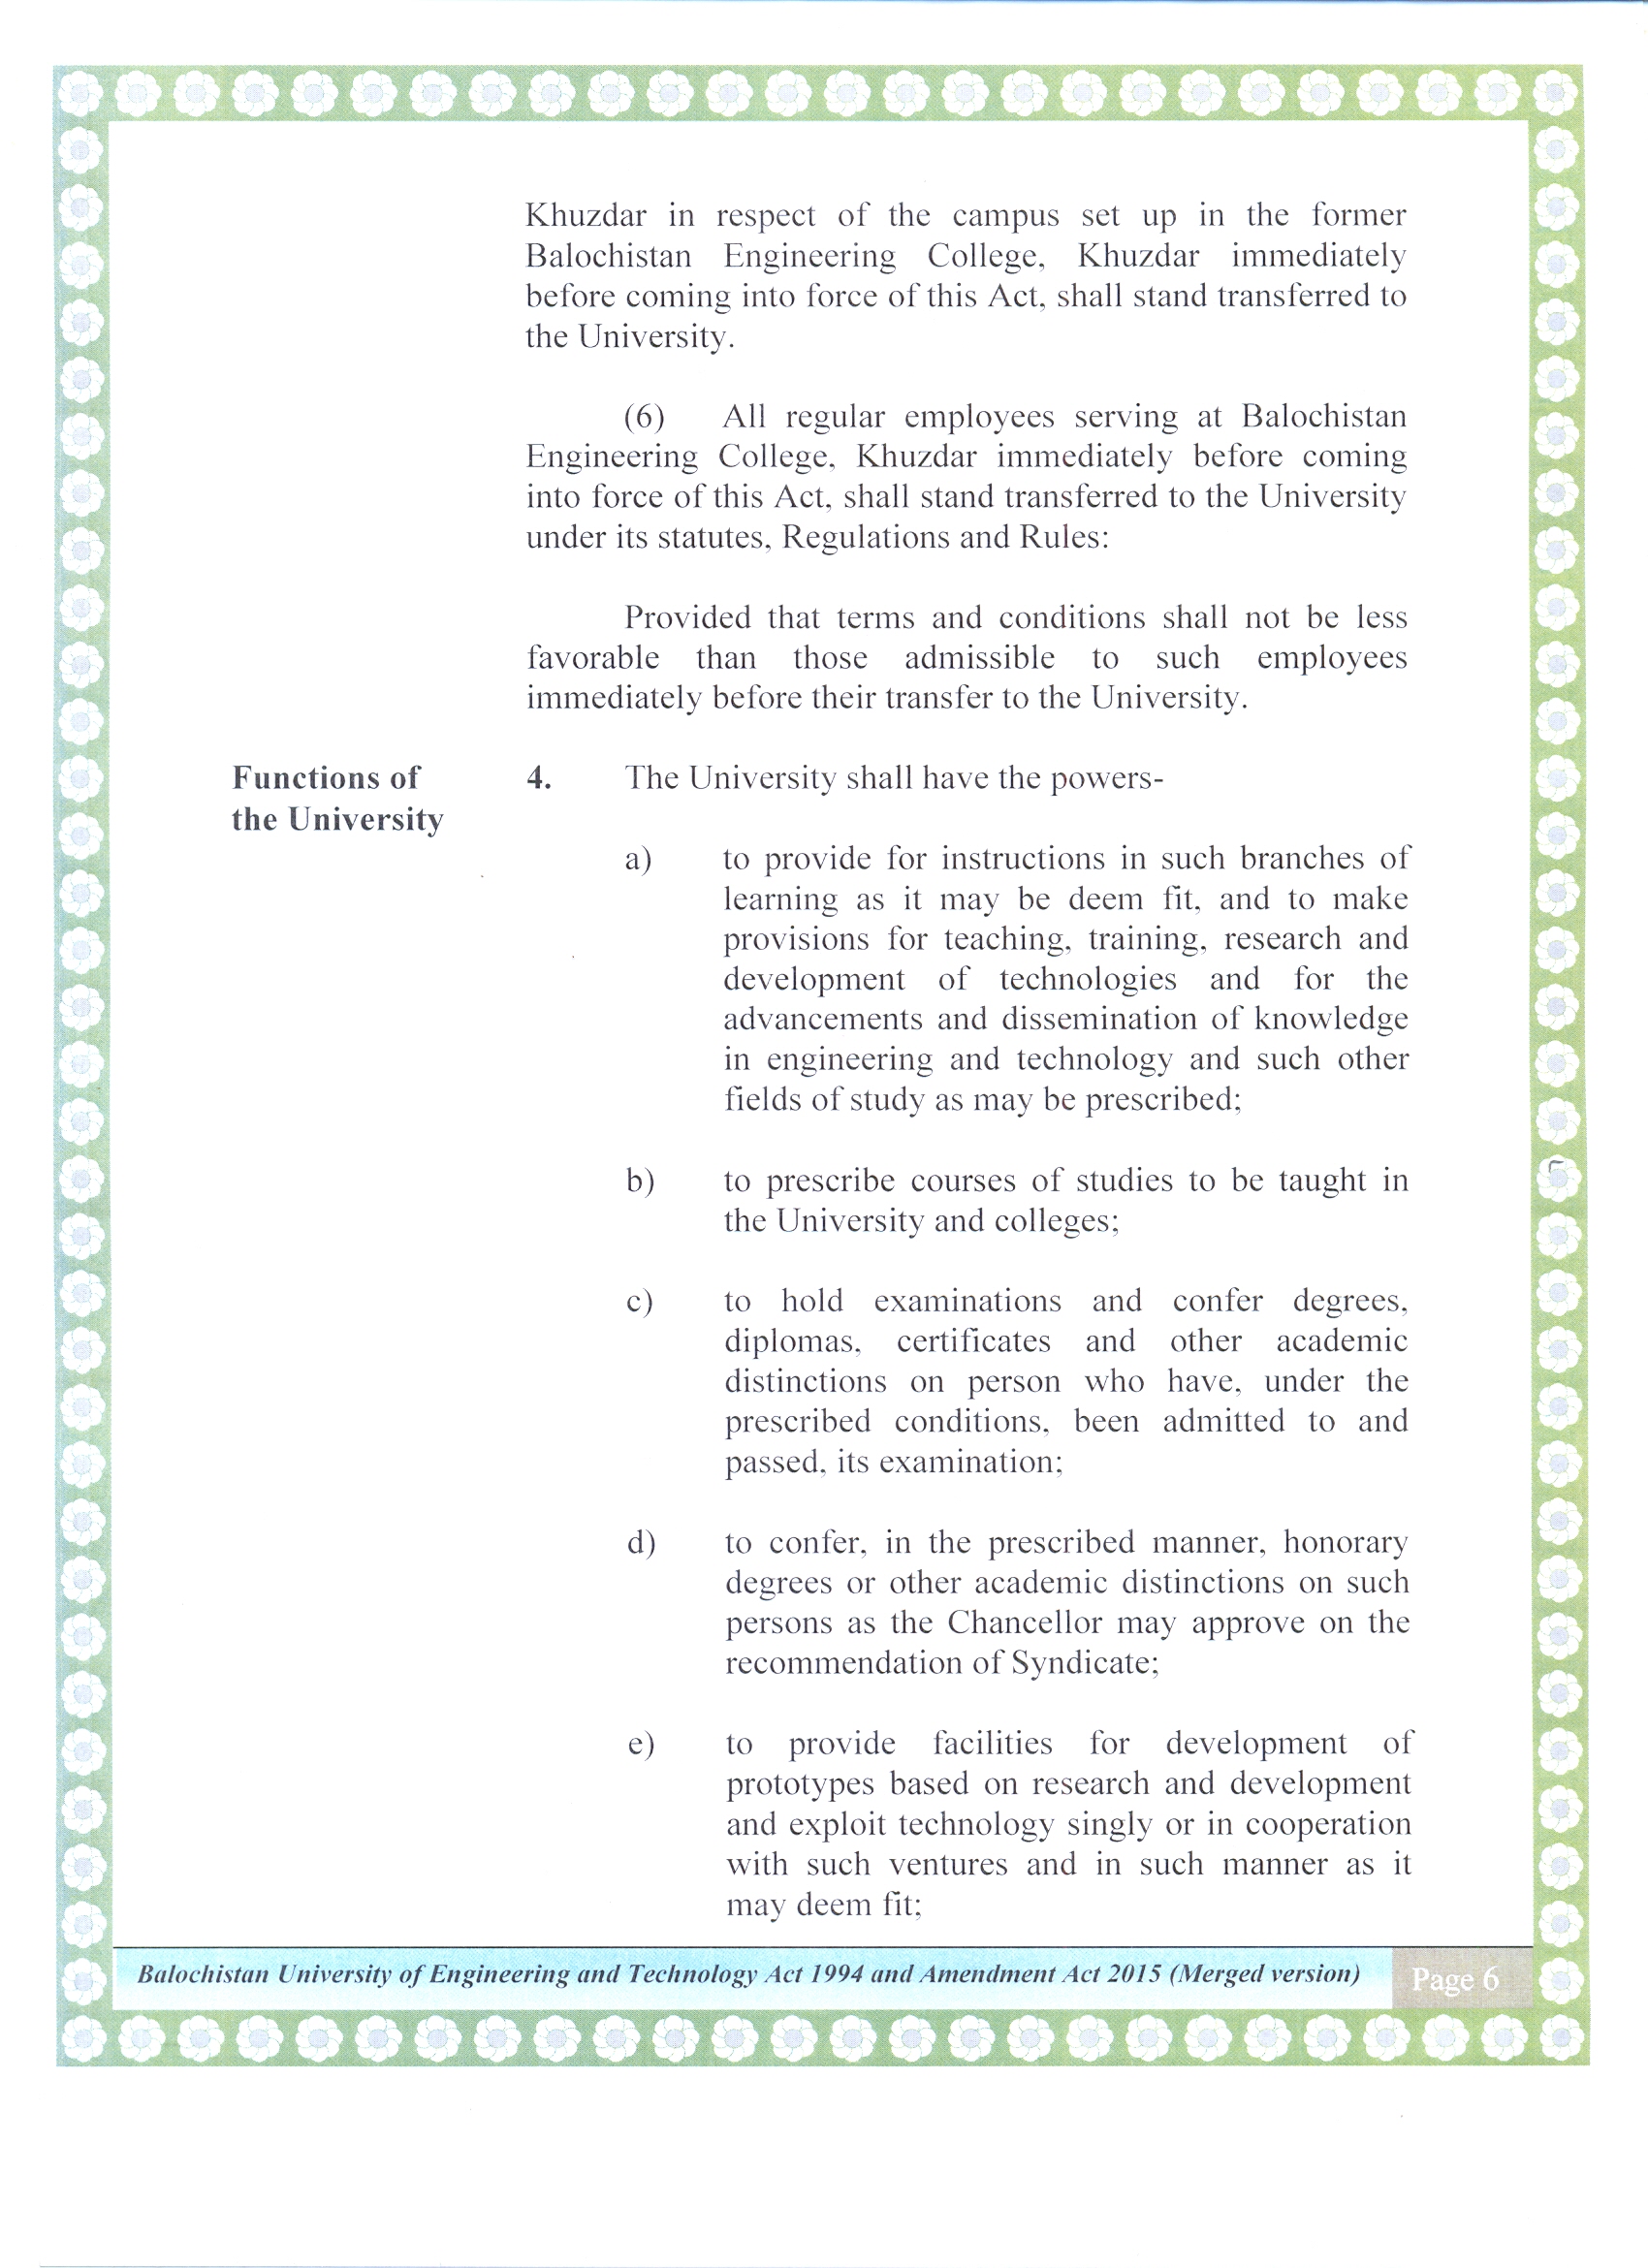 Khuzdar in respect of the campus set up in the former
Balochistan Engineering College, Khuzdar immediately
before coming into force of this Act, shall stand transferred to
the University.
(6) All regular employees serving at Balochistan
Engineering College, Khuzdar immediately before coming
into force of this Act, shall stand transferred to the University
under its statutes, Regulations and Rules:
Provided that terms and conditions shall not be less
favorable than those admissible to such employees
immediately before their transfer to the University.
Functions of
the University
4. The University shall have the powers-
a) to provide for instructions in such branches of
learning as it may be deem fit, and to make
provisions for teaching, training, research and
development of technologies and for the
advancements and dissemination of knowledge
in engineering and technology and such other
fields of study as may be prescribed;
b) to prescribe courses of studies to be taught in
the University and colleges;
c) to hold examinations and confer degrees,
diplomas, certificates and other academic
distinctions on person who have, under the
prescribed conditions, been admitted to and
passed, its examination;
d) to confer, in the prescribed manner, honorary
degrees or other academic distinctions on such
persons as the Chancellor may approve on the
recommendation of Syndicate;
e) to provide facilities for development of
prototypes based on research and development
and exploit technology singly or in cooperation
with such ventures and in such manner as it
may deem fit;
Balochistan University of Engineering and Technology Act 1994 and Amendment Act 2015 (Merged version) Page 6